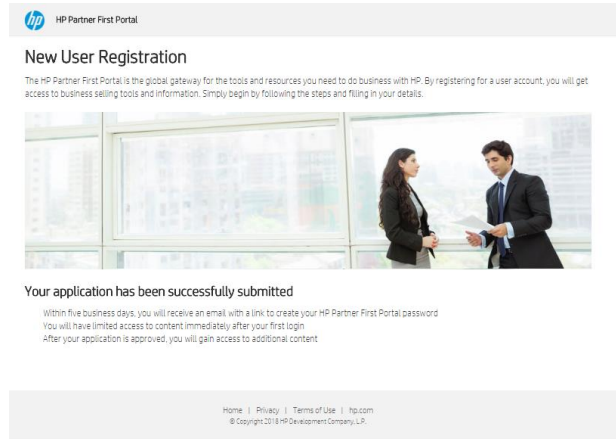 hp
HP Partner First Portal
New User Registration
The HP Partner First Portal is the global gateway for the tools and resources you need to do business with HP. By registering for a user account, you will get
access to business selling tools and information. Simply begin by following the steps and filling in your details.
Your application has been successfully submitted
Within five business days, you will receive an email with a link to create your HP Partner First Portal password
You will have limited access to content immediately after your first login
After your application is approved, you will gain access to additional content
Home | Privacy | Terms of Use | hp.com
© Copyright 2018 HP Development Company, L.P.